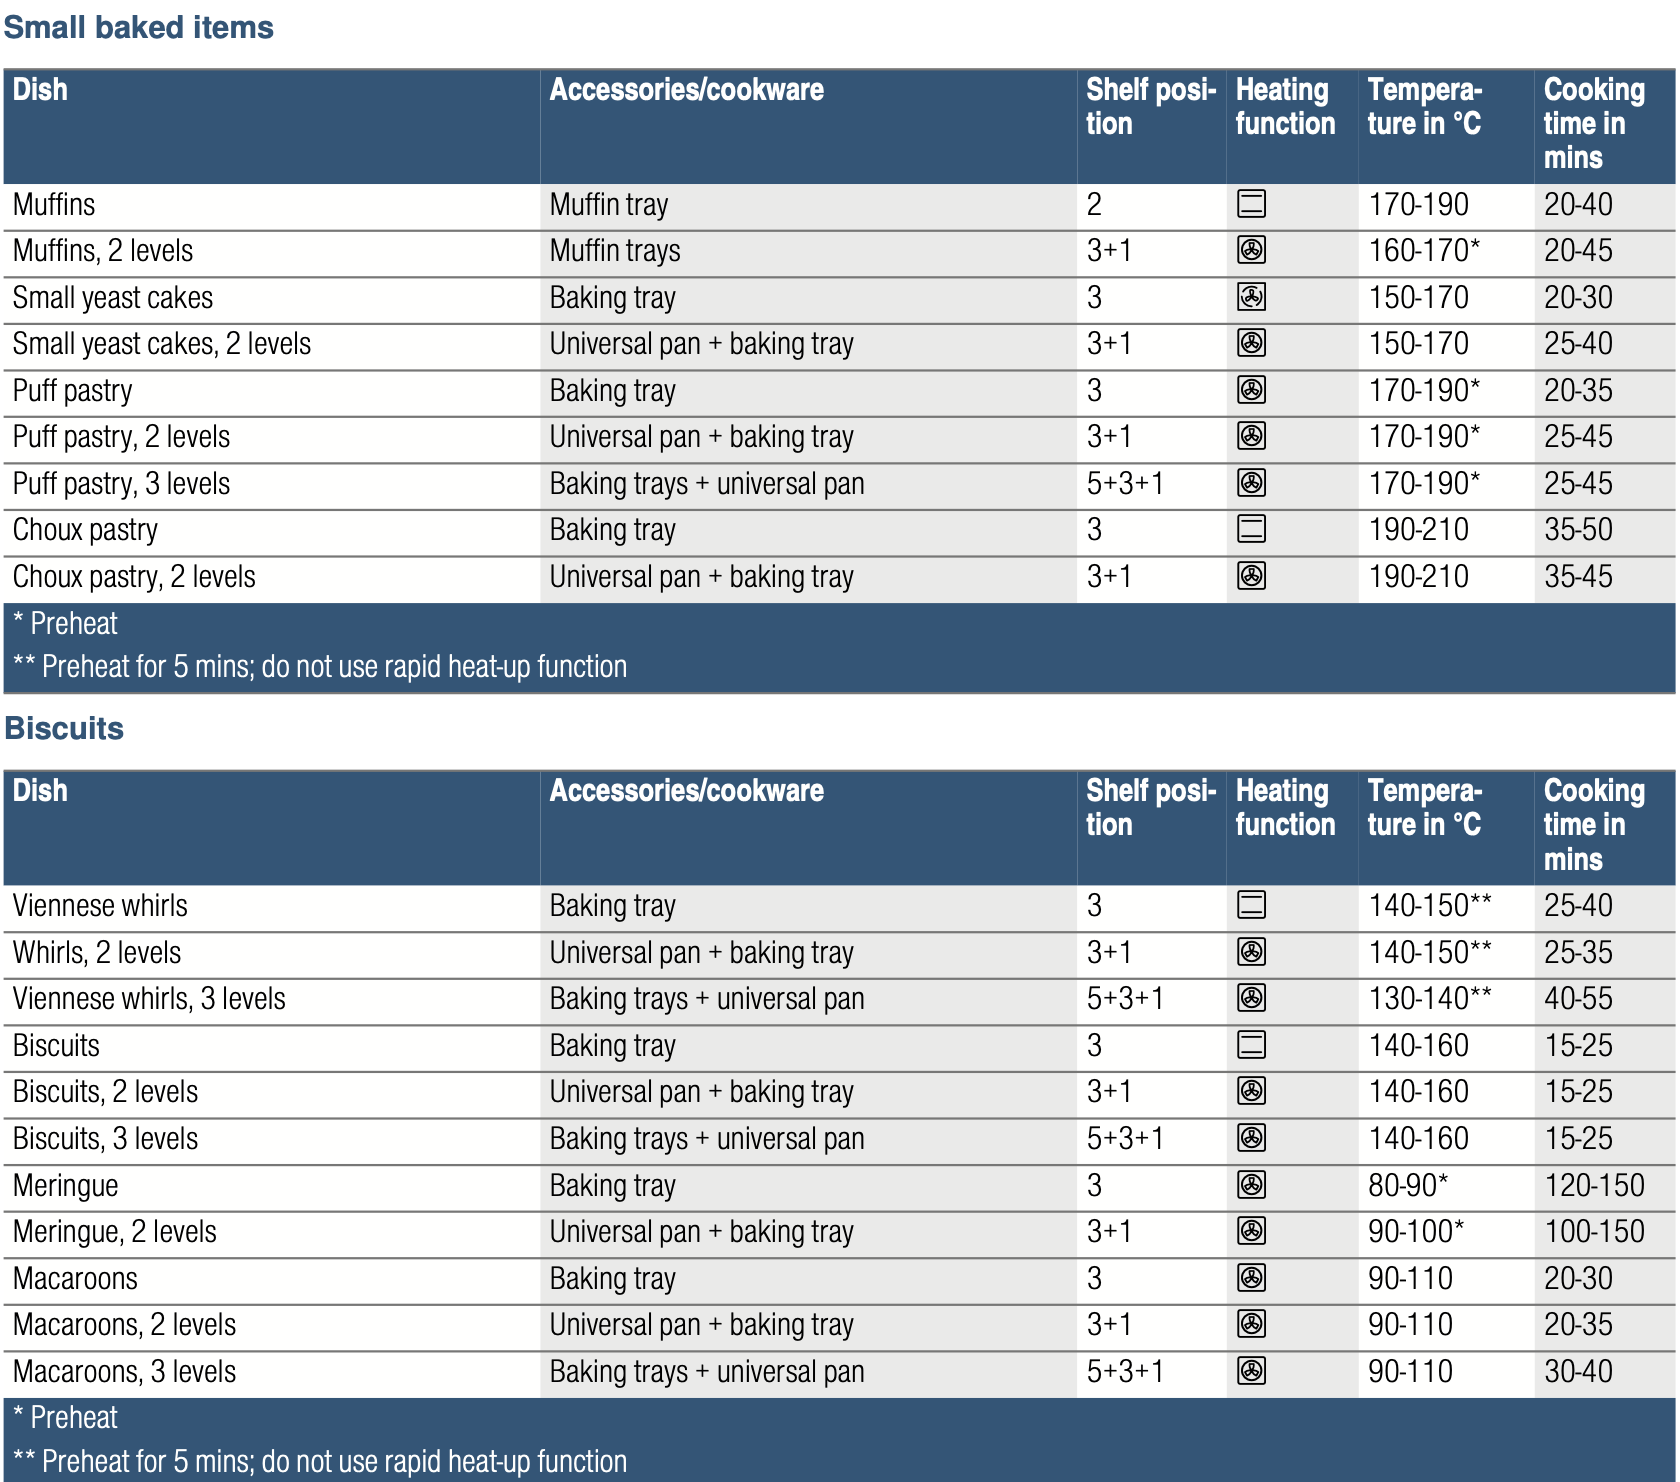 Small baked items
Dish Accessories/cookware Shelf posi- Heating Tempera- Cooking
tion function ture in °C time in
mins
Muffins Muffin tray 2 170-190 20-40
Muffins, 2 levels Muffin trays 3+1 160-170* 20-45
Small yeast cakes Baking tray 3 150-170 20-30
Small yeast cakes, 2 levels Universal pan + baking tray 3+1 150-170 25-40
Puff pastry Baking tray 3 170-190* 20-35
Puff pastry, 2 levels Universal pan + baking tray 3+1 170-190* 25-45
Puff pastry, 3 levels Baking trays + universal pan 5+3+1 170-190* 25-45
Choux pastry Baking tray 3 190-210 35-50
Choux pastry, 2 levels Universal pan + baking tray 3+1 190-210 35-45
* Preheat
** Preheat for 5 mins; do not use rapid heat-up function
Biscuits
Dish Accessories/cookware Shelf posi- Heating Tempera- Cooking
tion function ture in °C time in
mins
Viennese whirls Baking tray 3 140-150** 25-40
Whirls, 2 levels Universal pan + baking tray 3+1 140-150** 25-35
Viennese whirls, 3 levels Baking trays + universal pan 5+3+1 130-140** 40-55
Biscuits Baking tray 3 140-160 15-25
Biscuits, 2 levels Universal pan + baking tray 3+1 140-160 15-25
Biscuits, 3 levels Baking trays + universal pan 5+3+1 140-160 15-25
Meringue Baking tray 3 80-90* 120-150
Meringue, 2 levels Universal pan + baking tray 3+1 90-100* 100-150
Macaroons Baking tray 3 90-110 20-30
Macaroons, 2 levels Universal pan + baking tray 3+1 90-110 20-35
Macaroons, 3 levels Baking trays + universal pan 5+3+1 90-110 30-40
* Preheat
** Preheat for 5 mins; do not use rapid heat-up function